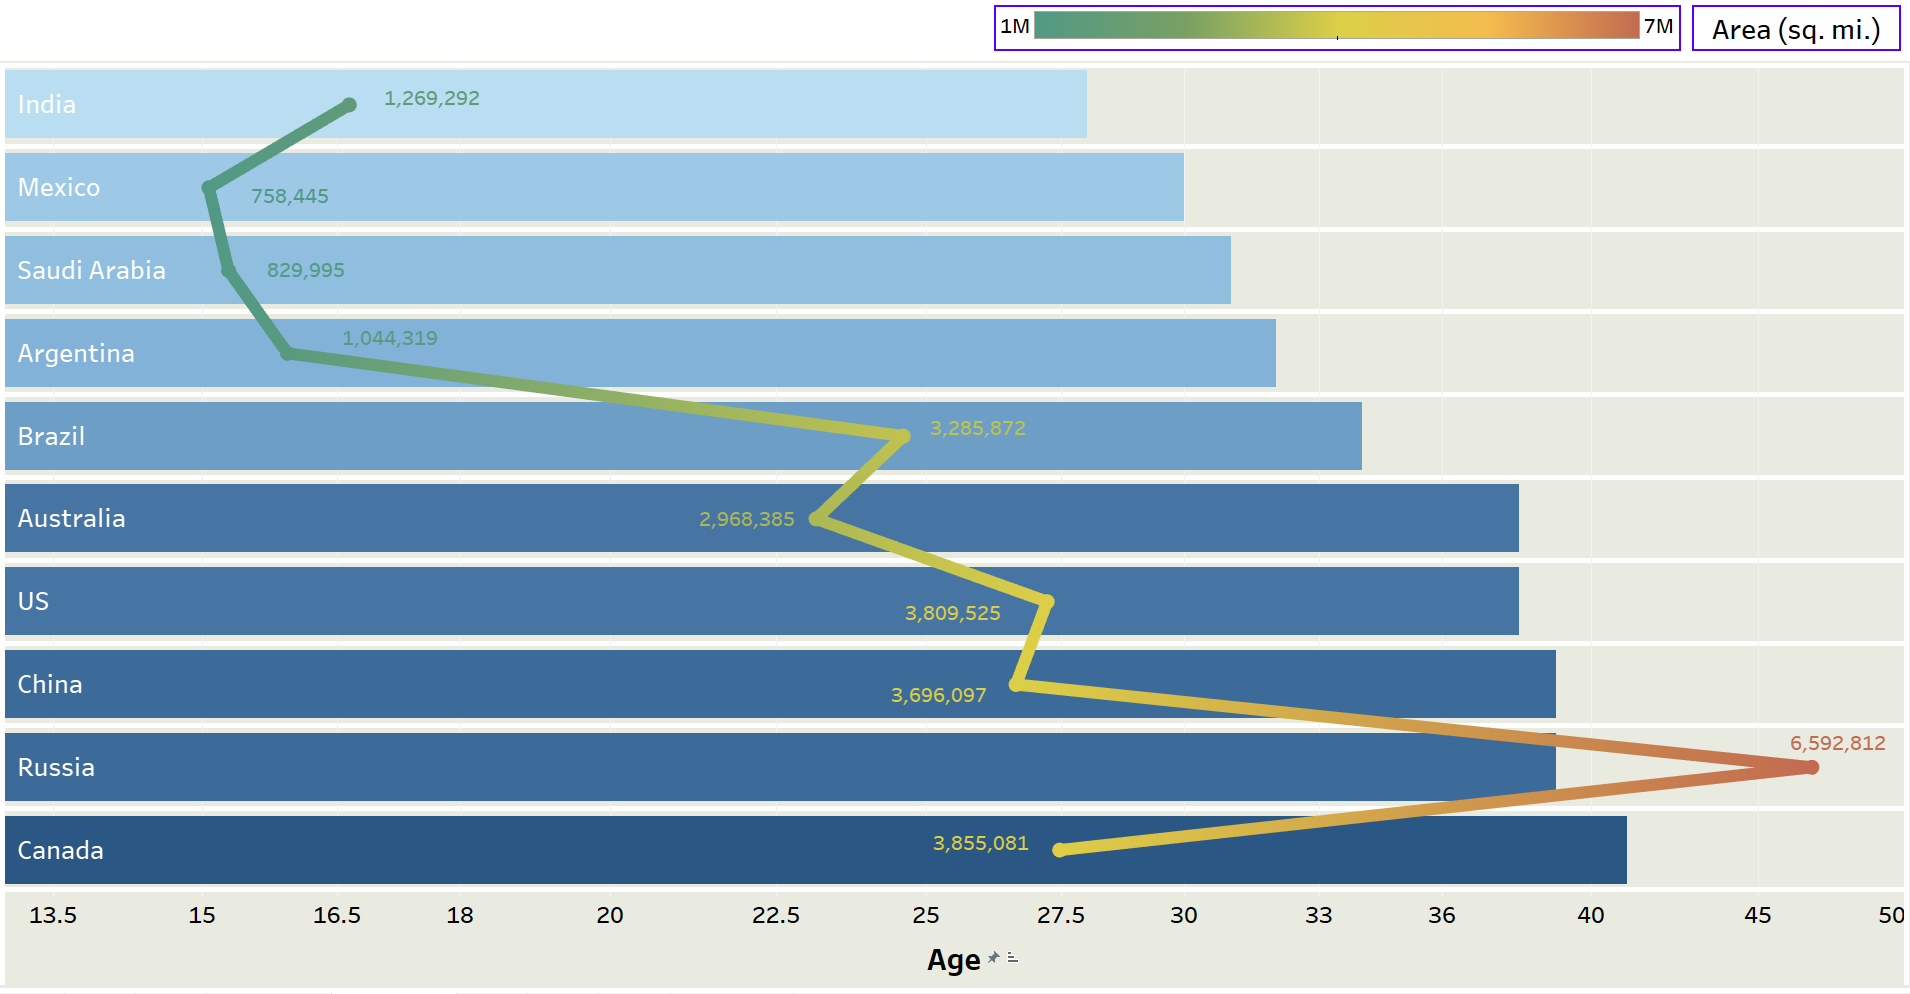 1M 7M Area (sq. mi.)
India 1,269,292
Mexico 758,445
Saudi Arabia 829,995
Argentina 1,044,319
Brazil 3,285,872
Australia 2,968,385
US 3,809,525
China 3,696,097
Russia 6,592,812
Canada 3,855,081
13.5 15 16.5 18 20 22.5 25 27.5 30 33 36 40 45 50
Age